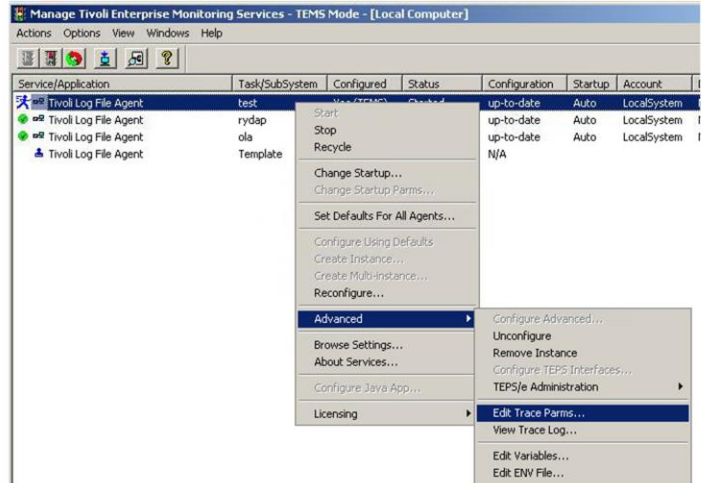 Manage Tivoli Enterprise Monitoring Services - TEMS Mode - [Local Computer]
Actions Options View Windows Help
Service/Application Task/SubSystem Configured Status Configuration Startup Account
Tivoli Log File Agent test Yes (TEMS) Started up-to-date Auto LocalSystem
Tivoli Log File Agent rydap up-to-date Auto LocalSystem
Tivoli Log File Agent ola up-to-date Auto LocalSystem
Tivoli Log File Agent Template N/A
Start
Stop
Recycle
Change Startup...
Change Startup Parms...
Set Defaults For All Agents...
Configure Using Defaults
Create Instance...
Create Multi-instance...
Reconfigure...
Advanced
Browse Settings...
About Services...
Configure Java App...
Licensing
Configure Advanced...
Unconfigure
Remove Instance
Configure TEPS Interfaces...
TEPS/e Administration
Edit Trace Parms...
View Trace Log...
Edit Variables...
Edit ENV File...